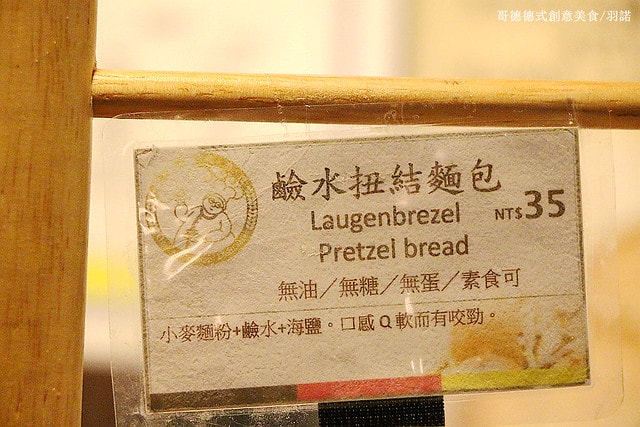 哥德德式創意美食/羽諾
鹼水扭結麵包
Laugenbrezel NT$35
Pretzel bread
無油／無糖／無蛋／素食可
小麥麵粉+鹼水+海鹽。口感Q軟而有咬勁。